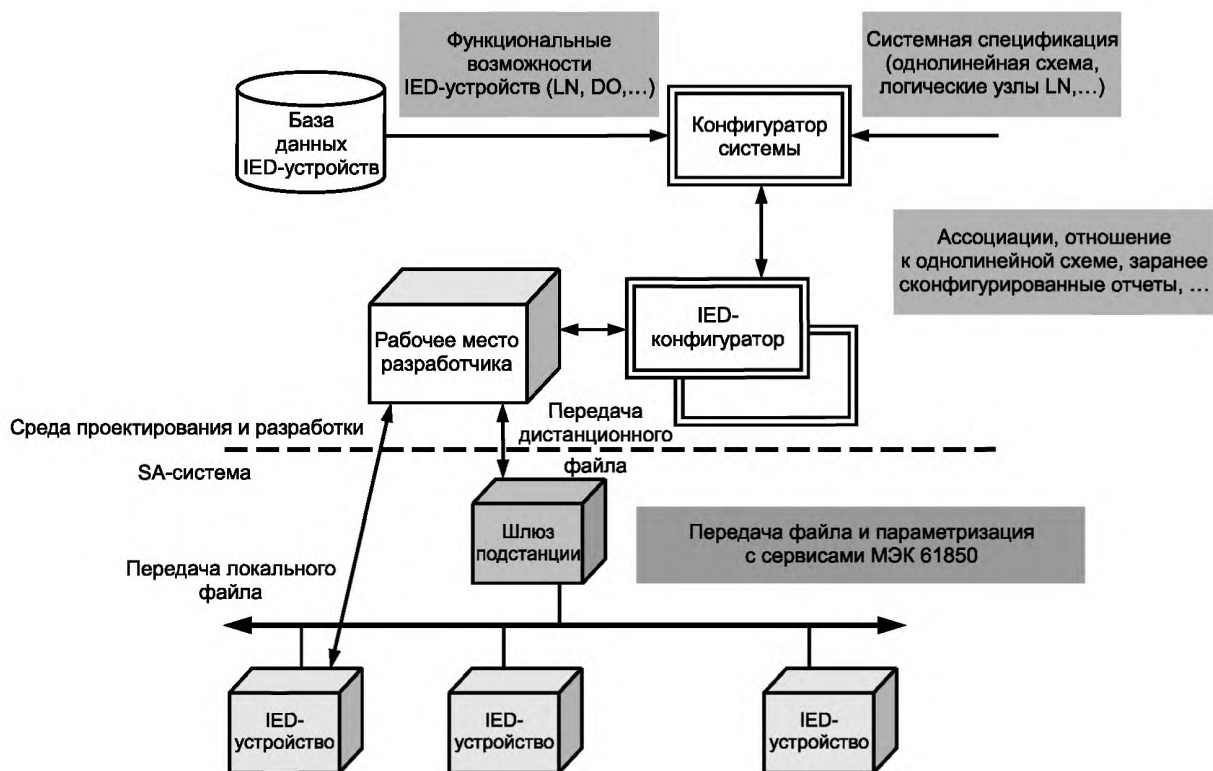 Функциональные
возможности
IED-устройств (LN, DO,...)
Системная спецификация
(однолинейная схема,
логические узлы LN,...)
База
данных
IED-устройств
Конфигуратор
системы
Ассоциации, отношение
к однолинейной схеме, заранее
сконфигурированные отчеты, ...
IED-
конфигуратор
Рабочее место
разработчика
Среда проектирования и разработки
Передача
дистанционного
файла
SA-система
Шлюз
подстанции
Передача файла и параметризация
с сервисами МЭК 61850
Передача локального
файла
IED-
устройство
IED-
устройство
IED-
устройство